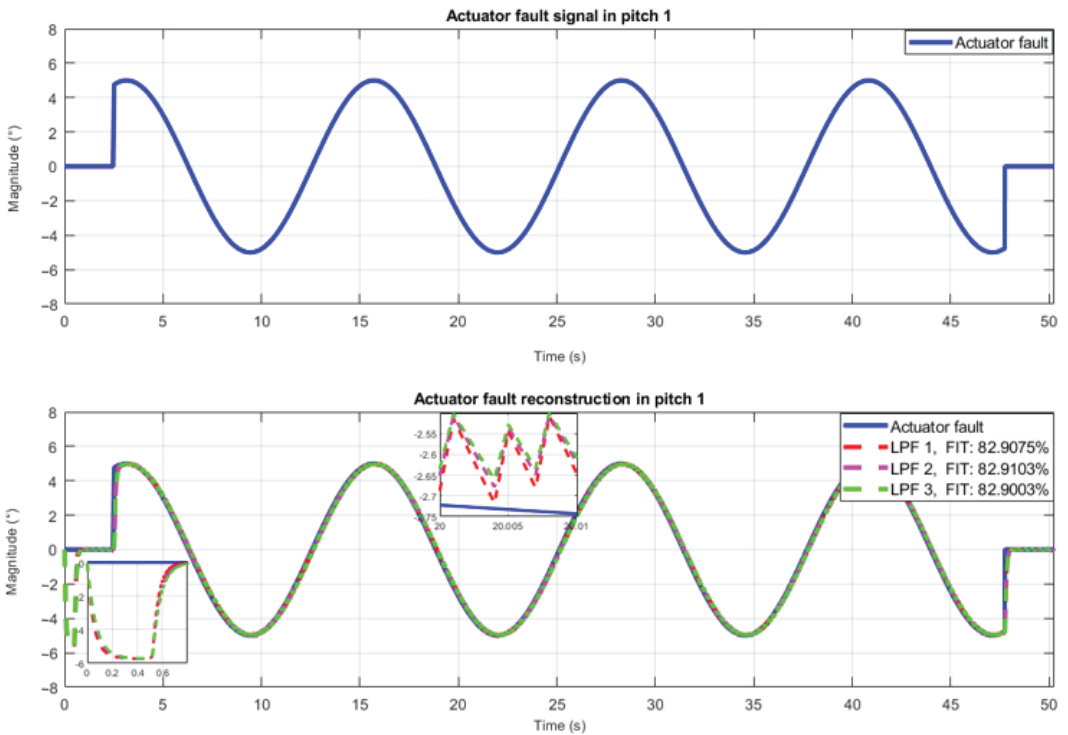 Actuator fault signal in pitch 1
Actuator fault
8
6
4
2
0
−2
−4
−6
−8
Magnitude (°)
0 5 10 15 20 25 30 35 40 45 50
Time (s)
Actuator fault reconstruction in pitch 1
Actuator fault
LPF 1, FIT: 82.9075%
LPF 2, FIT: 82.9103%
LPF 3, FIT: 82.9003%
8
6
4
2
0
−2
−4
−6
−8
Magnitude (°)
-2.55
-2.6
-2.65
-2.7
-2.75
20 20.005 20.01
0
-2
-4
-6
0 0.2 0.4 0.6
0 5 10 15 20 25 30 35 40 45 50
Time (s)